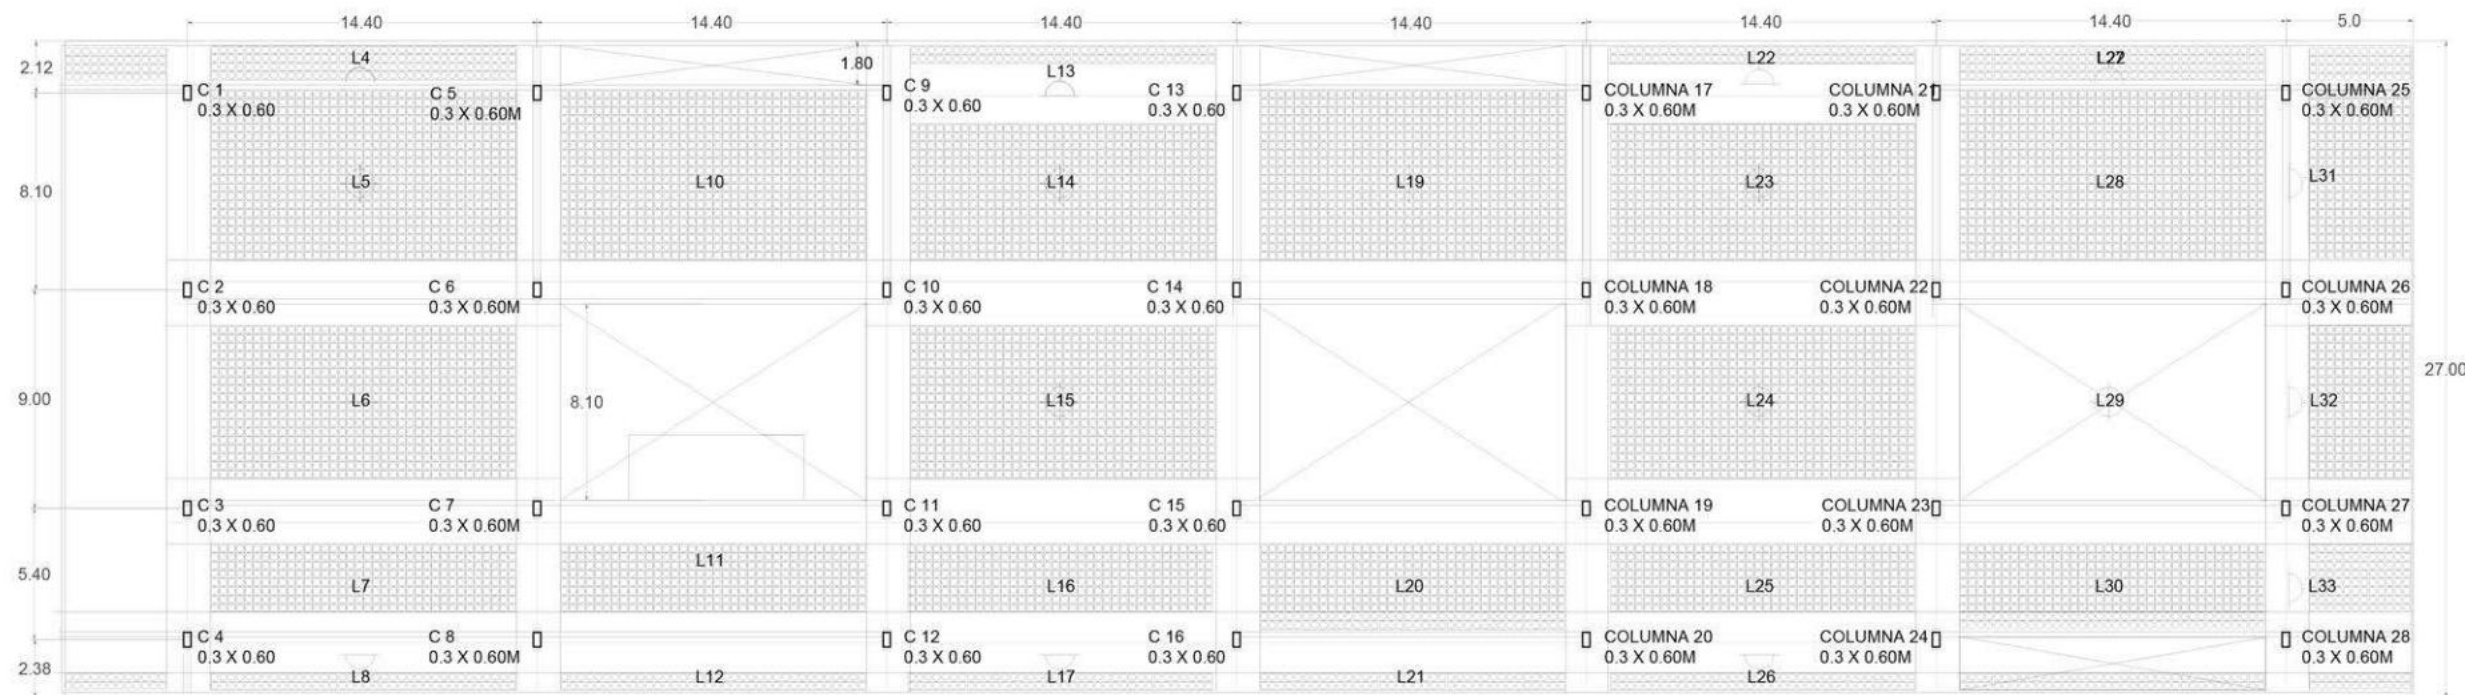 14.40 14.40 14.40 14.40 14.40 14.40 5.0
L4 L22
2.12 1.80 L13
C 1 C 5 C 9 C 13 COLUMNA 17 COLUMNA 21 COLUMNA 25
0.3 X 0.60 0.3 X 0.60M 0.3 X 0.60 0.3 X 0.60 0.3 X 0.60M 0.3 X 0.60M 0.3 X 0.60M
8.10 L5 L10 L14 L19 L23 L28 L31
C 2 C 6 C 10 C 14 COLUMNA 18 COLUMNA 22 COLUMNA 26
0.3 X 0.60 0.3 X 0.60M 0.3 X 0.60 0.3 X 0.60 0.3 X 0.60M 0.3 X 0.60M 0.3 X 0.60M
27.00
9.00 L6 8.10 L15 L24 L29 L32
C 3 C 7 C 11 C 15 COLUMNA 19 COLUMNA 23 COLUMNA 27
0.3 X 0.60 0.3 X 0.60M 0.3 X 0.60 0.3 X 0.60 0.3 X 0.60M 0.3 X 0.60M 0.3 X 0.60M
L11
5.40 L7 L16 L20 L25 L30 L33
C 4 C 8 C 12 C 16 COLUMNA 20 COLUMNA 24 COLUMNA 28
0.3 X 0.60 0.3 X 0.60M 0.3 X 0.60 0.3 X 0.60 0.3 X 0.60M 0.3 X 0.60M 0.3 X 0.60M
2.38 L8 L12 L17 L21 L26